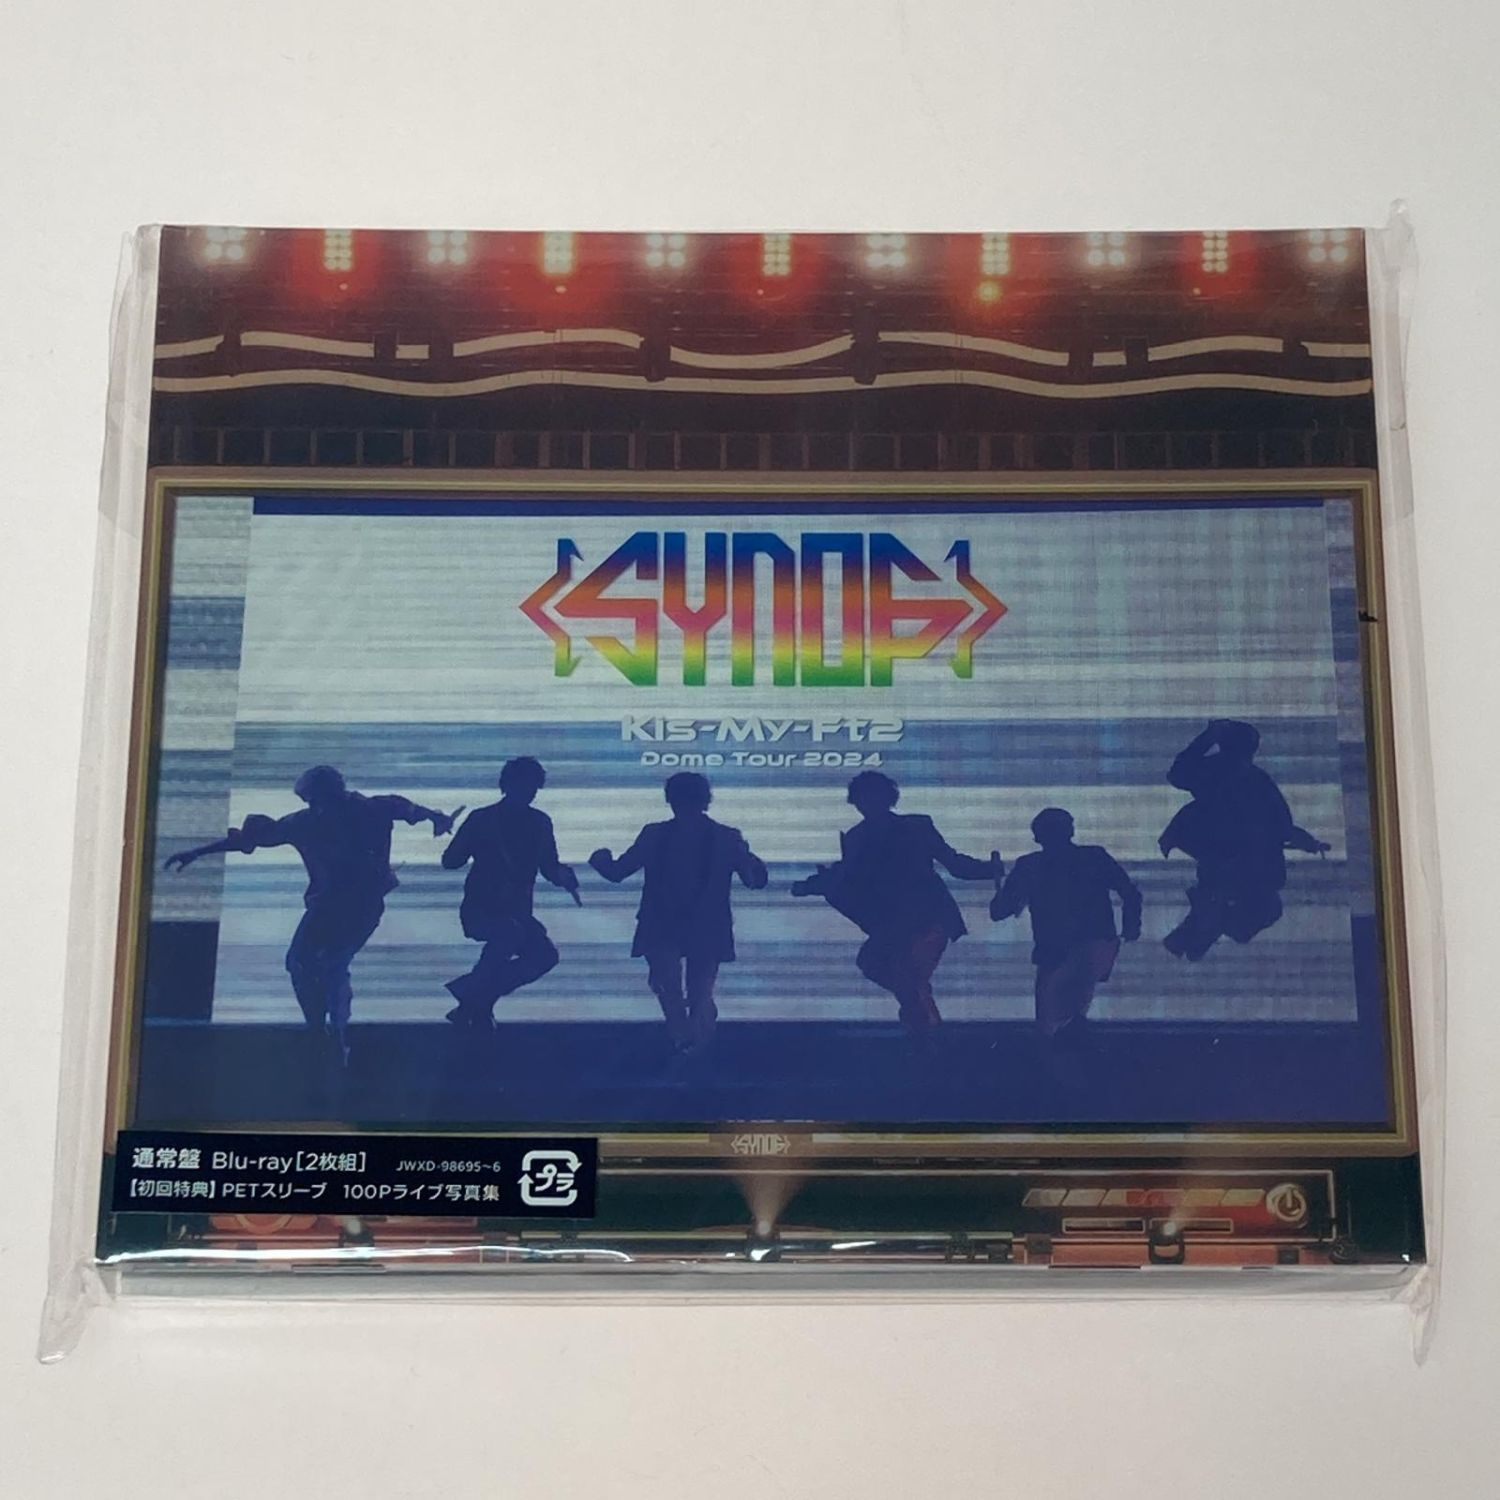 SYNOP6
Kis-My-Ft2
Dome Tour 2024
通常盤 Blu-ray[2枚組] JWXD-98695~6
【初回特典】PETスリーブ 100Pライブ写真集
プラ